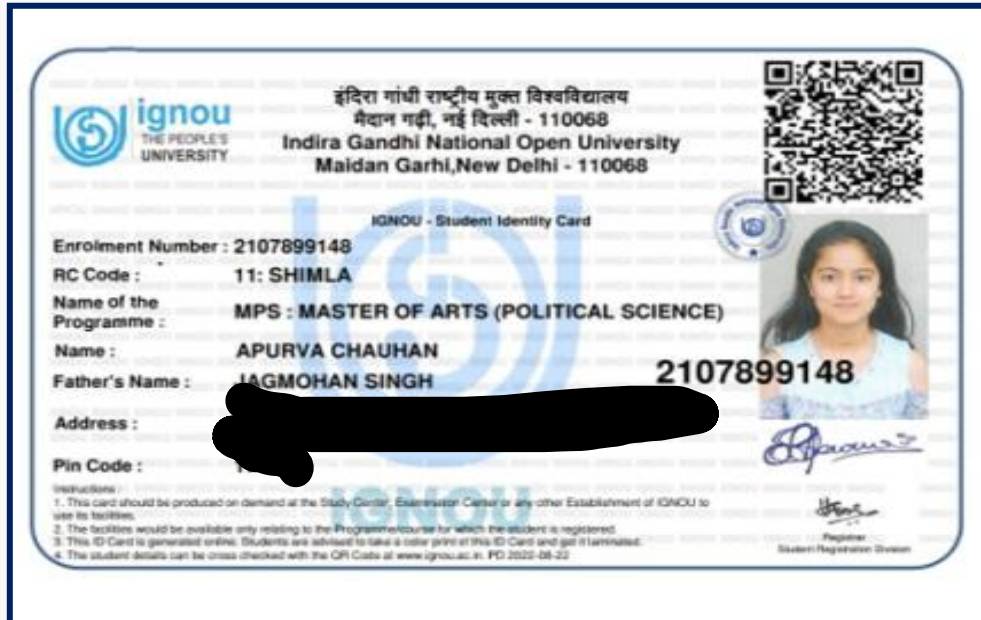 ignou
THE PEOPLE'S
UNIVERSITY
इंदिरा गांधी राष्ट्रीय मुक्त विश्वविद्यालय
मैदान गढ़ी, नई दिल्ली - 110068
Indira Gandhi National Open University
Maidan Garhi,New Delhi - 110068
IGNOU - Student Identity Card
Enrolment Number : 2107899148
RC Code : 11: SHIMLA
Name of the
Programme : MPS : MASTER OF ARTS (POLITICAL SCIENCE)
Name : APURVA CHAUHAN
Father's Name : JAGMOHAN SINGH
2107899148
Address :
Pin Code :
IGNOU
Instructions :
1. This card should be produced on demand at the Study Center, Examination Center or any other Establishment of IGNOU to
use its facilities.
2. The facilities would be available only relating to the Programme/course for which the student is registered.
3. This ID Card is generated online. Students are advised to take a color print of this ID Card and get it laminated.
4. The student details can be cross checked with the QR Code at www.ignou.ac.in. PD 2022-08-22
Registrar
Student Registration Division